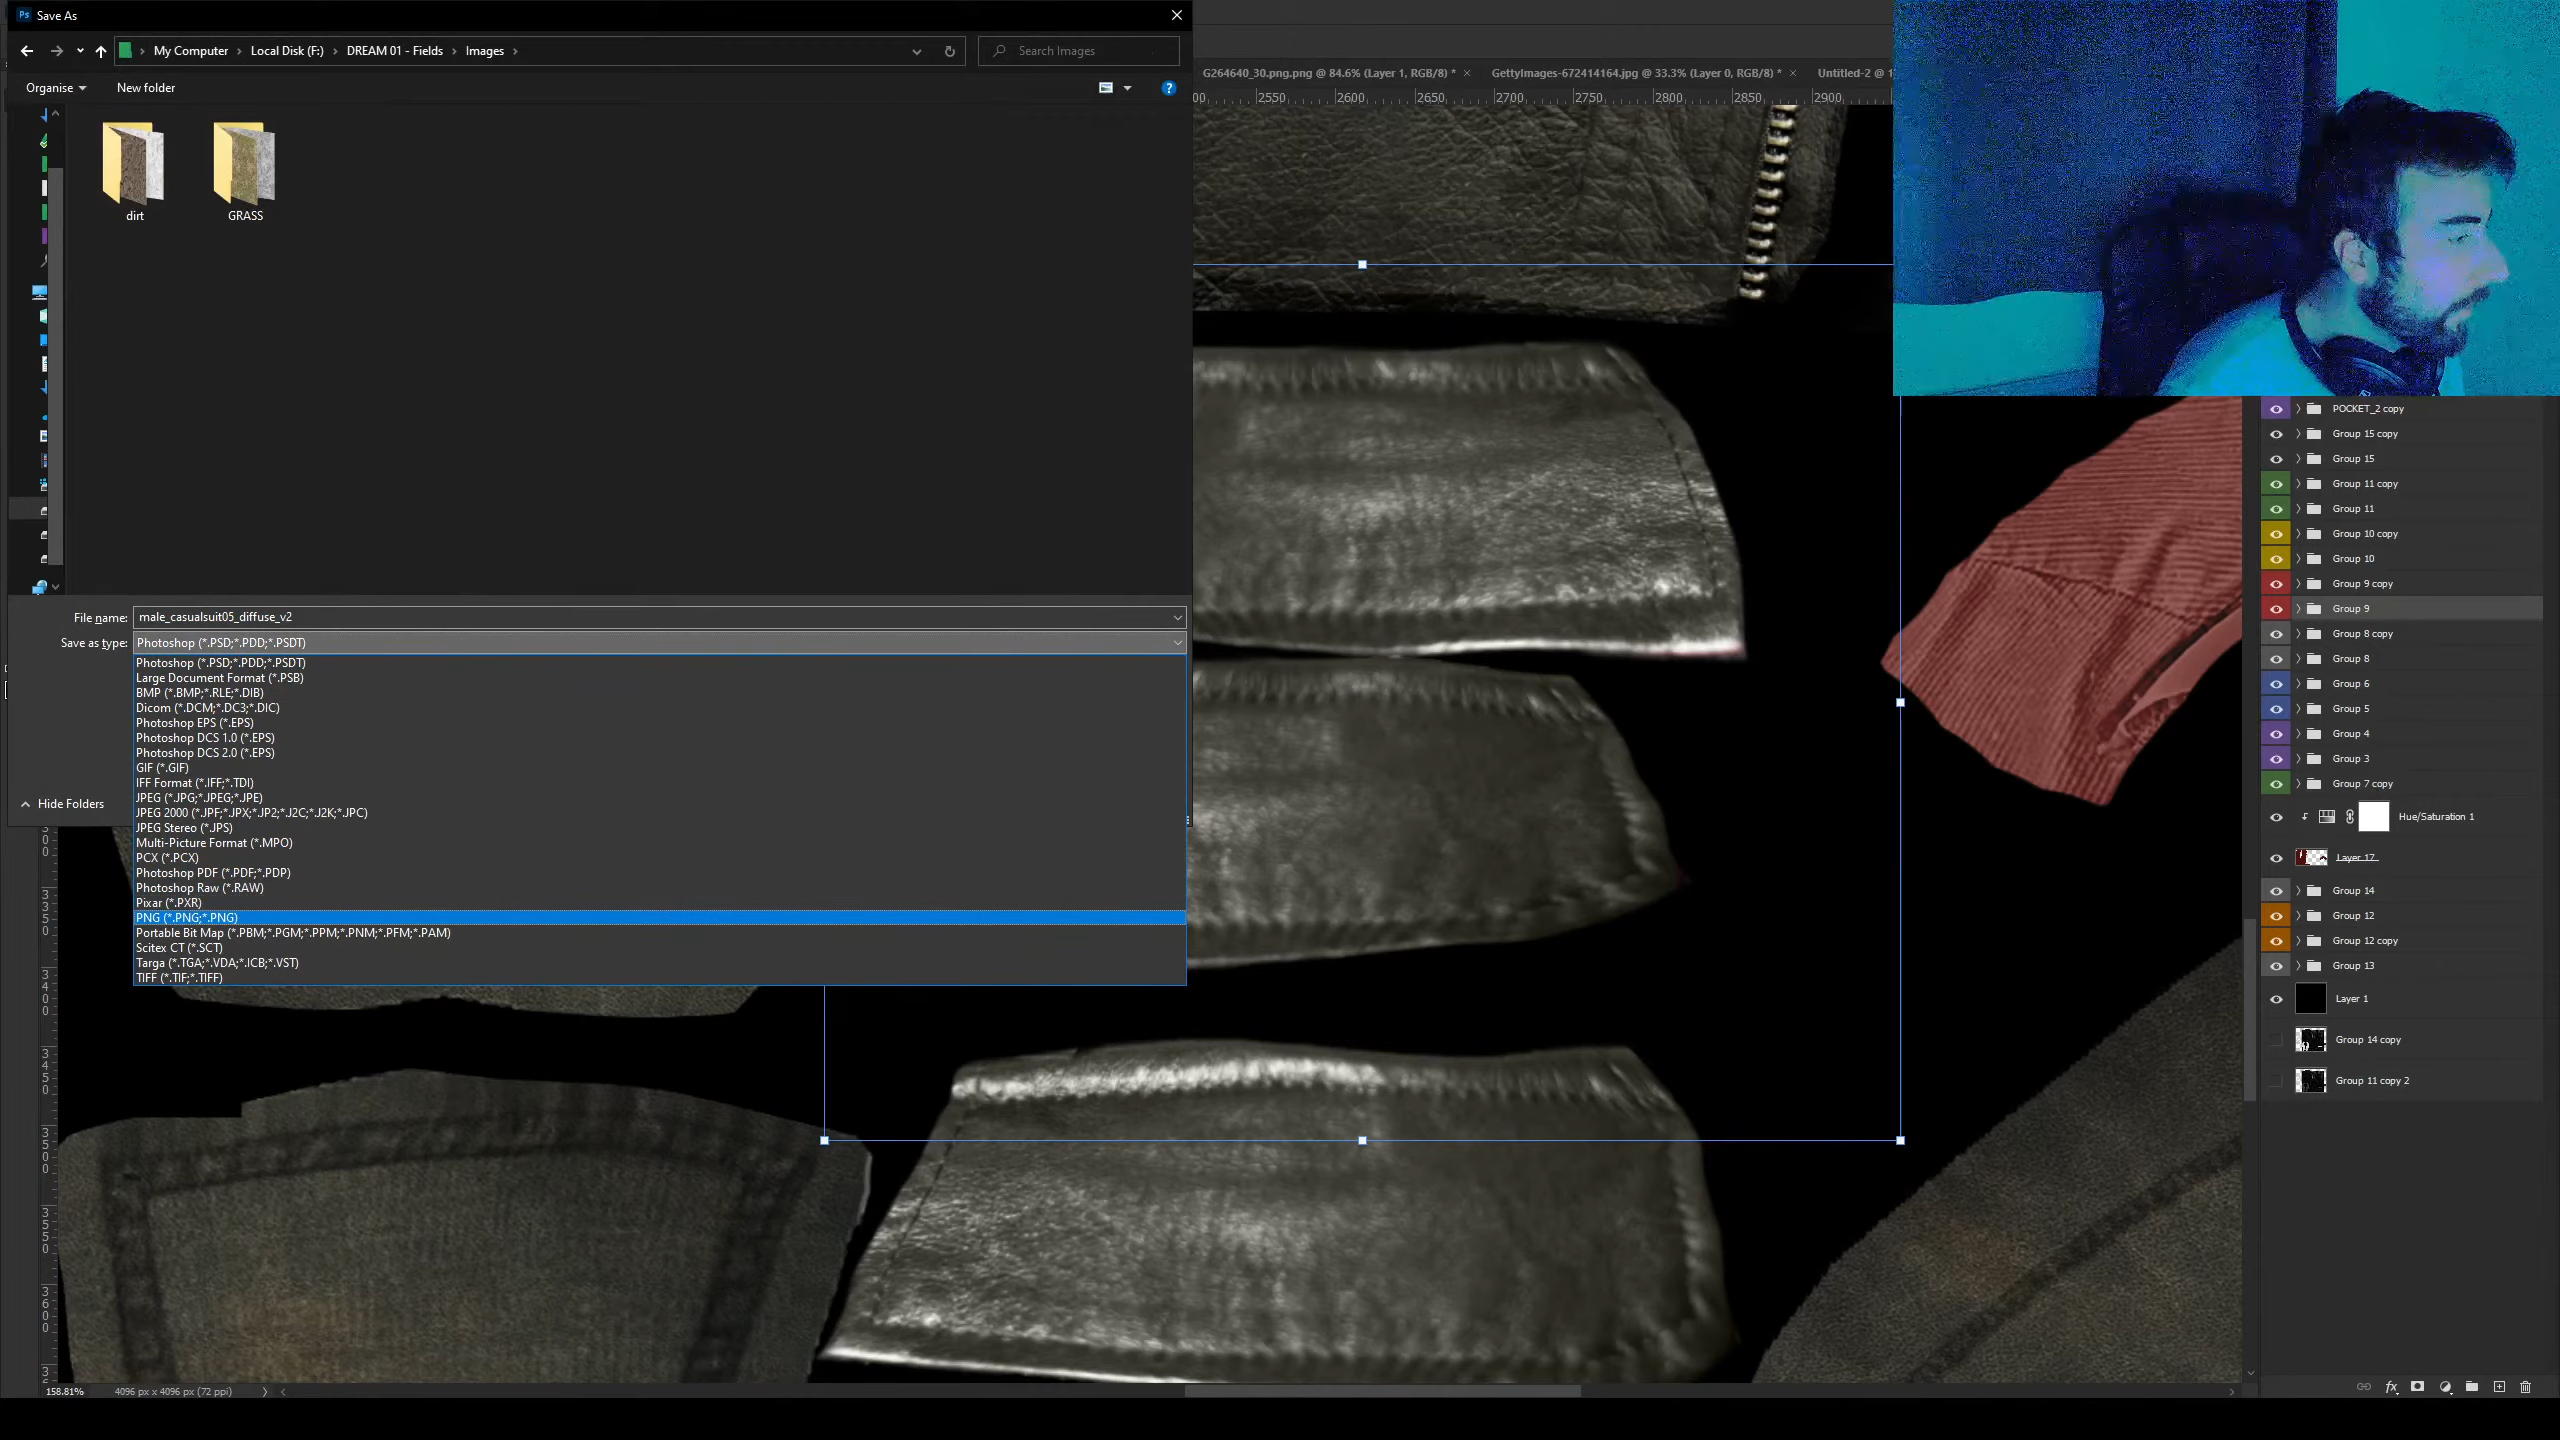 Ps Save As
My Computer > Local Disk (F:) > DREAM 01 - Fields > Images >
Search Images
Organise
New folder
dirt
GRASS
File name: male_casualsuit05_diffuse_v2
Save as type: Photoshop (*.PSD;*.PDD;*.PSDT)
Photoshop (*.PSD;*.PDD;*.PSDT)
Large Document Format (*.PSB)
BMP (*.BMP;*.RLE;*.DIB)
Dicom (*.DCM;*.DC3;*.DIC)
Photoshop EPS (*.EPS)
Photoshop DCS 1.0 (*.EPS)
Photoshop DCS 2.0 (*.EPS)
GIF (*.GIF)
IFF Format (*.IFF;*.TDI)
JPEG (*.JPG;*.JPEG;*.JPE)
JPEG 2000 (*.JPF;*.JPX;*.JP2;*.J2C;*.J2K;*.JPC)
JPEG Stereo (*.JPS)
Multi-Picture Format (*.MPO)
PCX (*.PCX)
Photoshop PDF (*.PDF;*.PDP)
Photoshop Raw (*.RAW)
Pixar (*.PXR)
PNG (*.PNG;*.PNG)
Portable Bit Map (*.PBM;*.PGM;*.PPM;*.PNM;*.PFM;*.PAM)
Scitex CT (*.SCT)
Targa (*.TGA;*.VDA;*.ICB;*.VST)
TIFF (*.TIF;*.TIFF)
Hide Folders
G264640_30.png.png @ 84.6% (Layer 1, RGB/8) *
GettyImages-672414164.jpg @ 33.3% (Layer 0, RGB/8) *
Untitled-2 @ 1
2550 2600 2650 2700 2750 2800 2850 2900
POCKET_2 copy
Group 15 copy
Group 15
Group 11 copy
Group 11
Group 10 copy
Group 10
Group 9 copy
Group 9
Group 8 copy
Group 8
Group 6
Group 5
Group 4
Group 3
Group 7 copy
Hue/Saturation 1
Layer 17
Group 14
Group 12
Group 12 copy
Group 13
Layer 1
Group 14 copy
Group 11 copy 2
fx
158.81%
4096 px x 4096 px (72 ppi)